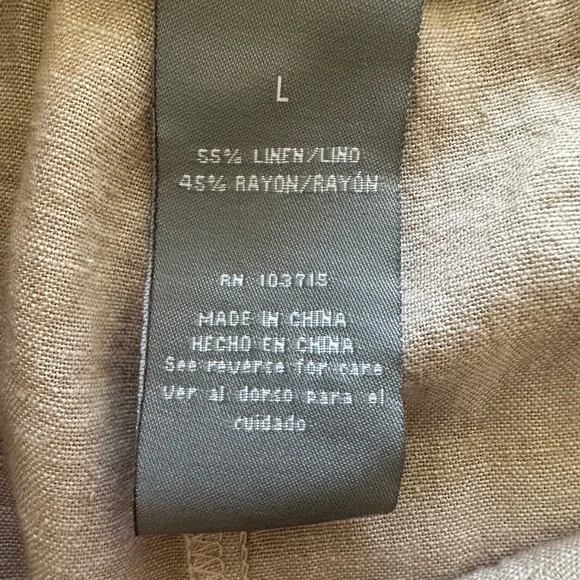 L
55% LINEN/LINO
45% RAYON/RAYÓN
RN 103715
MADE IN CHINA
HECHO EN CHINA
See reverse for care
Ver al dorso para el
cuidado